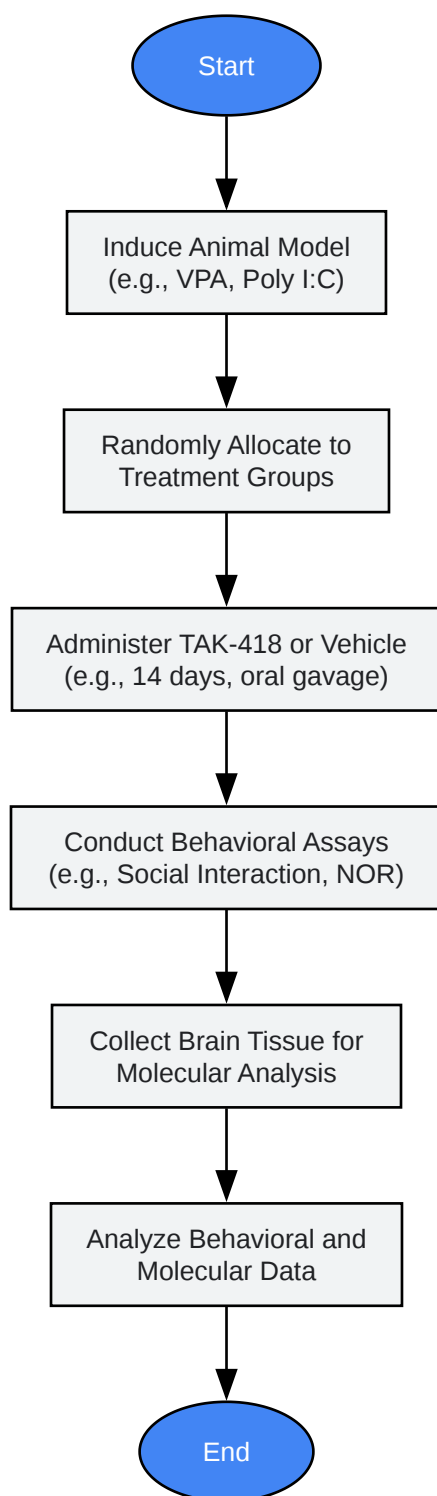 Start
Induce Animal Model
(e.g., VPA, Poly I:C)
Randomly Allocate to
Treatment Groups
Administer TAK-418 or Vehicle
(e.g., 14 days, oral gavage)
Conduct Behavioral Assays
(e.g., Social Interaction, NOR)
Collect Brain Tissue for
Molecular Analysis
Analyze Behavioral and
Molecular Data
End